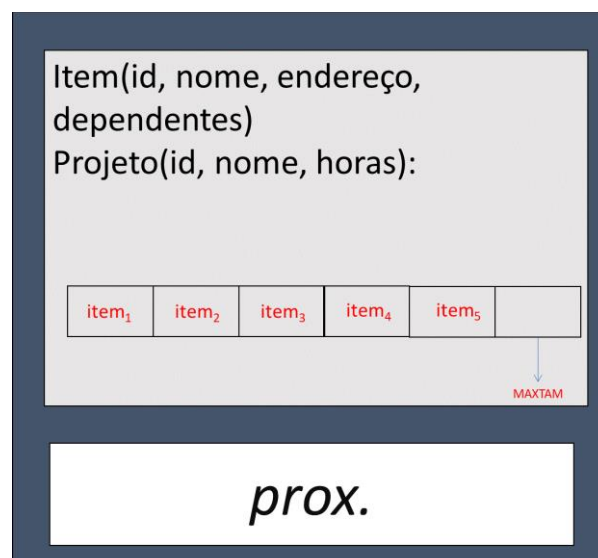 Item(id, nome, endereço,
dependentes)
Projeto(id, nome, horas):
item₁ item₂ item₃ item₄ item₅
MAXTAM
prox.